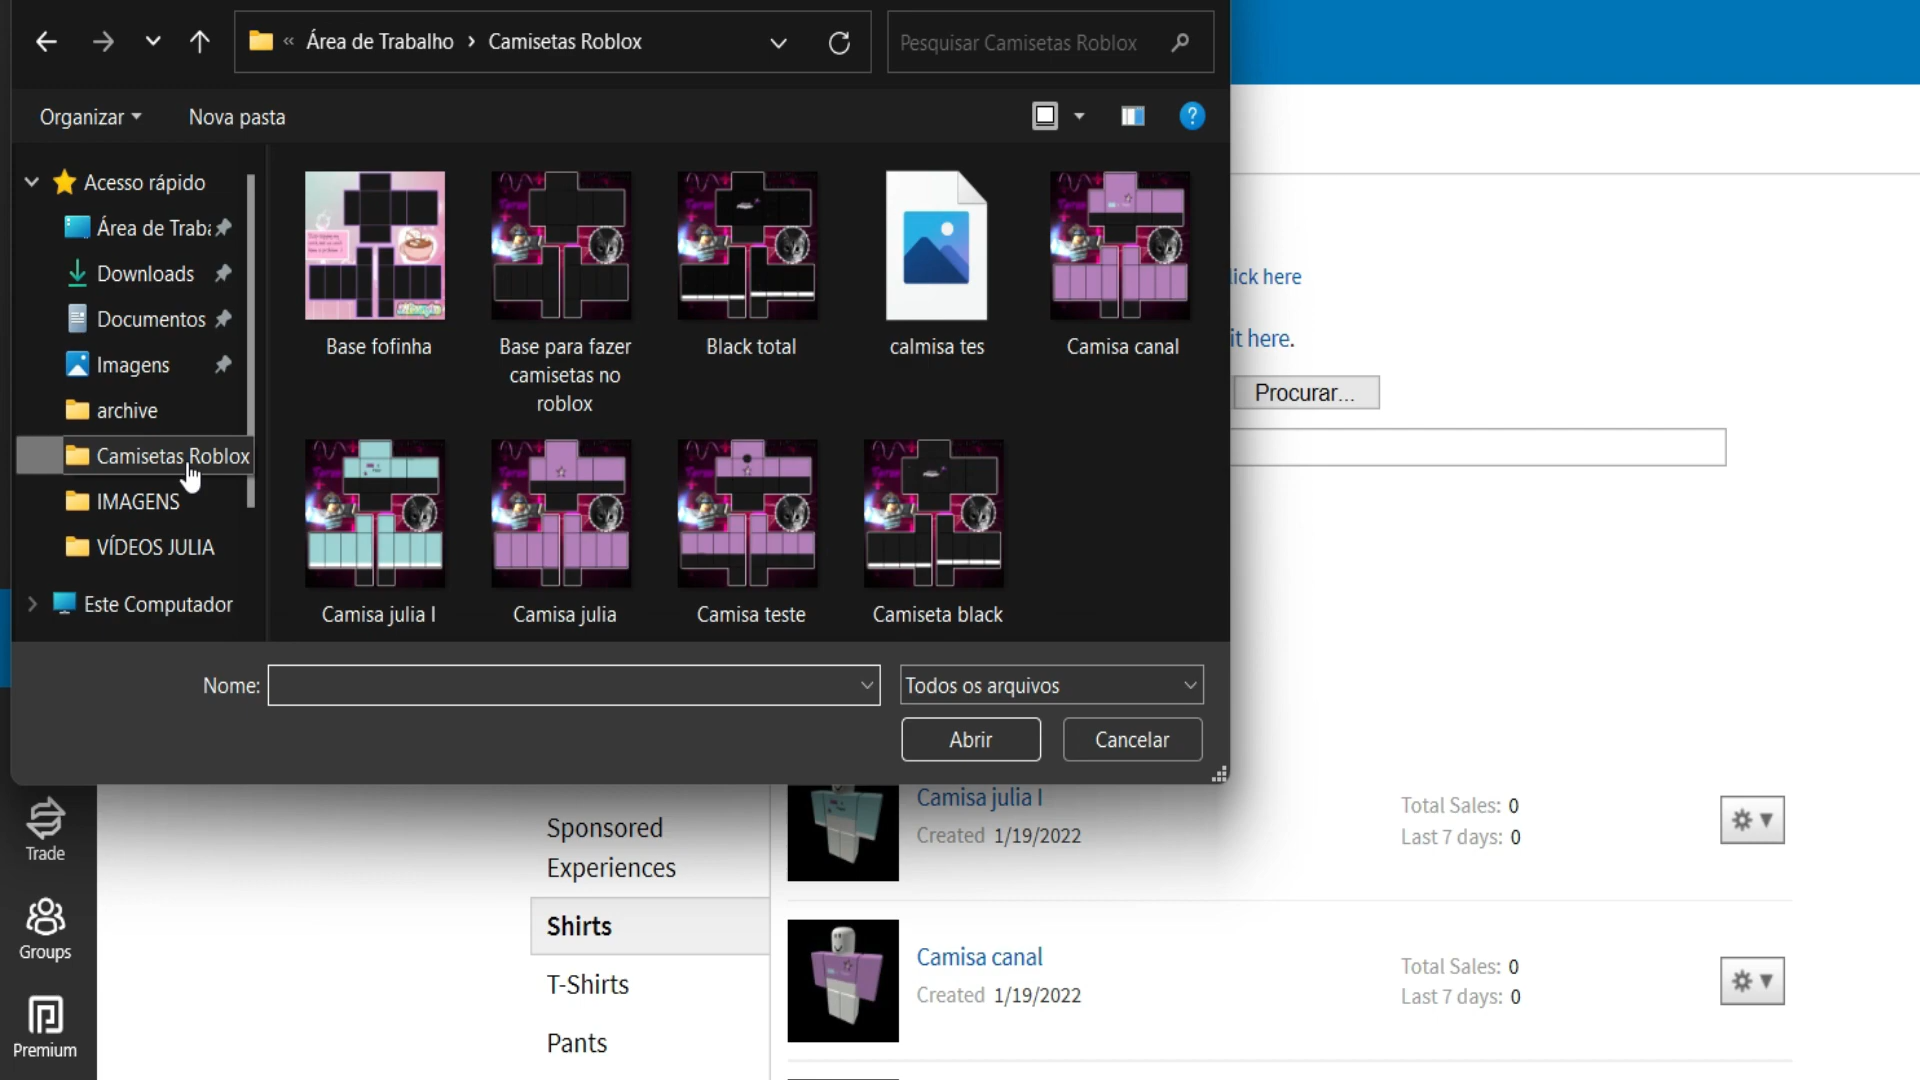 « Área de Trabalho › Camisetas Roblox
Pesquisar Camisetas Roblox
Organizar
Nova pasta
?
Acesso rápido
Área de Traba
Downloads
Documentos
Imagens
archive
Camisetas Roblox
IMAGENS
VÍDEOS JULIA
Este Computador
Base fofinha
Base para fazer
camisetas no
roblox
Black total
calmisa tes
Camisa canal
Camisa julia I
Camisa julia
Camisa teste
Camiseta black
Nome:
Todos os arquivos
Abrir
Cancelar
lick here
it here.
Procurar...
Trade
Groups
Premium
Sponsored
Experiences
Shirts
T-Shirts
Pants
Camisa julia I
Created 1/19/2022
Total Sales: 0
Last 7 days: 0
Camisa canal
Created 1/19/2022
Total Sales: 0
Last 7 days: 0